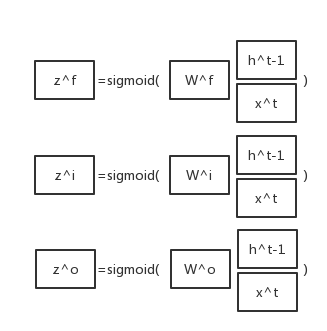 h^t-1
z^f =sigmoid( W^f )
x^t
h^t-1
z^i =sigmoid( W^i )
x^t
h^t-1
z^o =sigmoid( W^o )
x^t